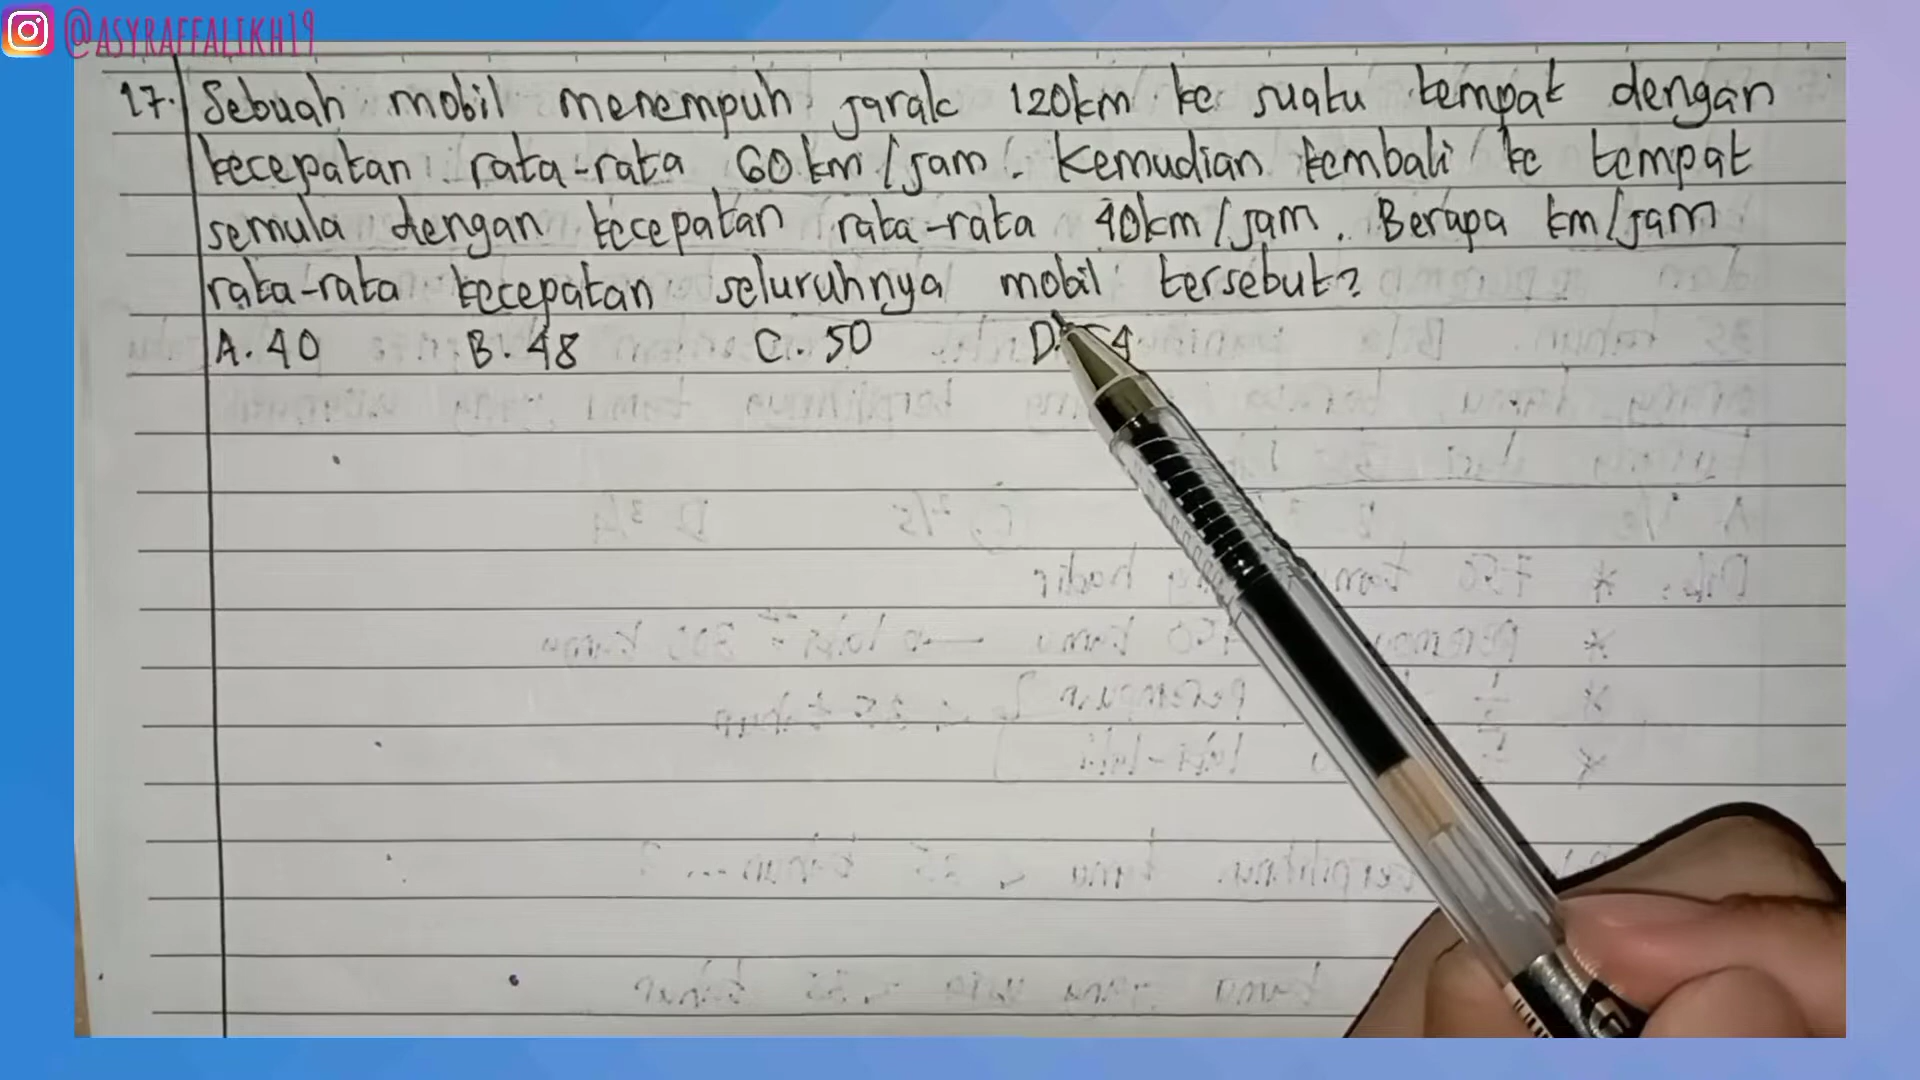 @ASYRAFFALIKH19
17. Sebuah mobil menempuh jarak 120km ke suatu tempat dengan
kecepatan rata-rata 60km/jam. Kemudian kembali ke tempat
semula dengan kecepatan rata-rata 40km/jam. Berapa km/jam
rata-rata kecepatan seluruhnya mobil tersebut?
A. 40 B. 48 C. 50 D.